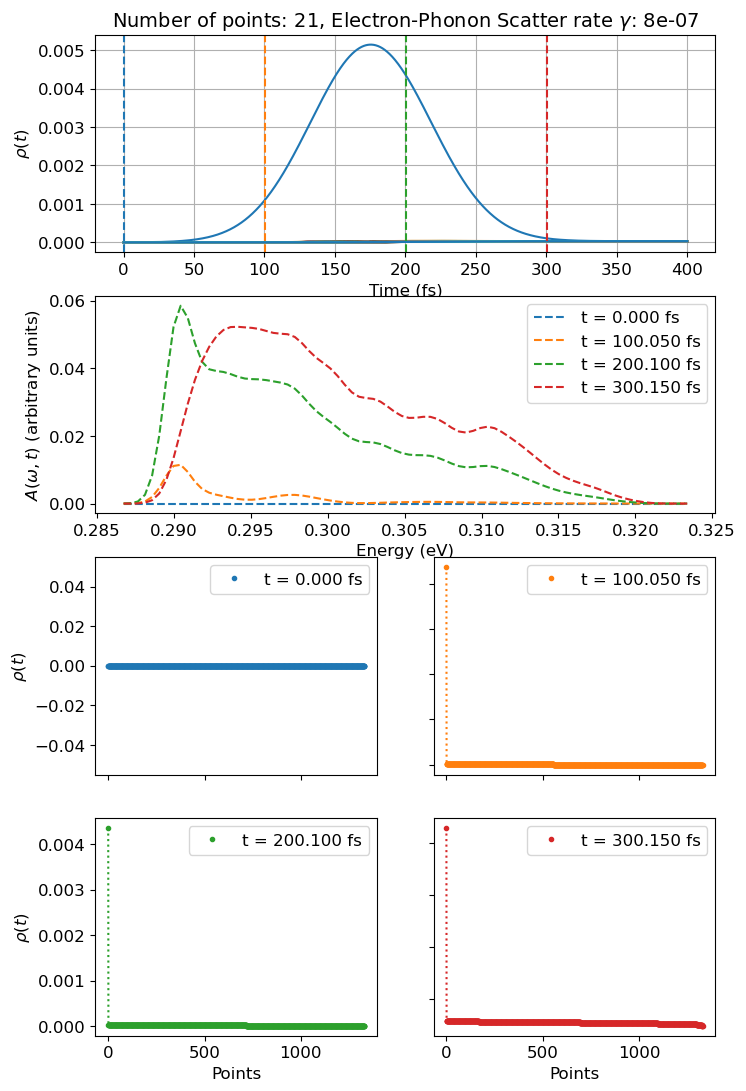 Number of points: 21, Electron-Phonon Scatter rate γ: 8e-07
0.005
0.004
0.003
0.002
0.001
0.000
ρ(t)
0 50 100 150 200 250 300 350 400
Time (fs)
0.06
0.04
0.02
0.00
A(ω, t) (arbitrary units)
t = 0.000 fs
t = 100.050 fs
t = 200.100 fs
t = 300.150 fs
0.285 0.290 0.295 0.300 0.305 0.310 0.315 0.320 0.325
Energy (eV)
0.04
0.02
0.00
−0.02
−0.04
ρ(t)
t = 0.000 fs
t = 100.050 fs
0.004
0.003
0.002
0.001
0.000
ρ(t)
t = 200.100 fs
0 500 1000
Points
t = 300.150 fs
0 500 1000
Points